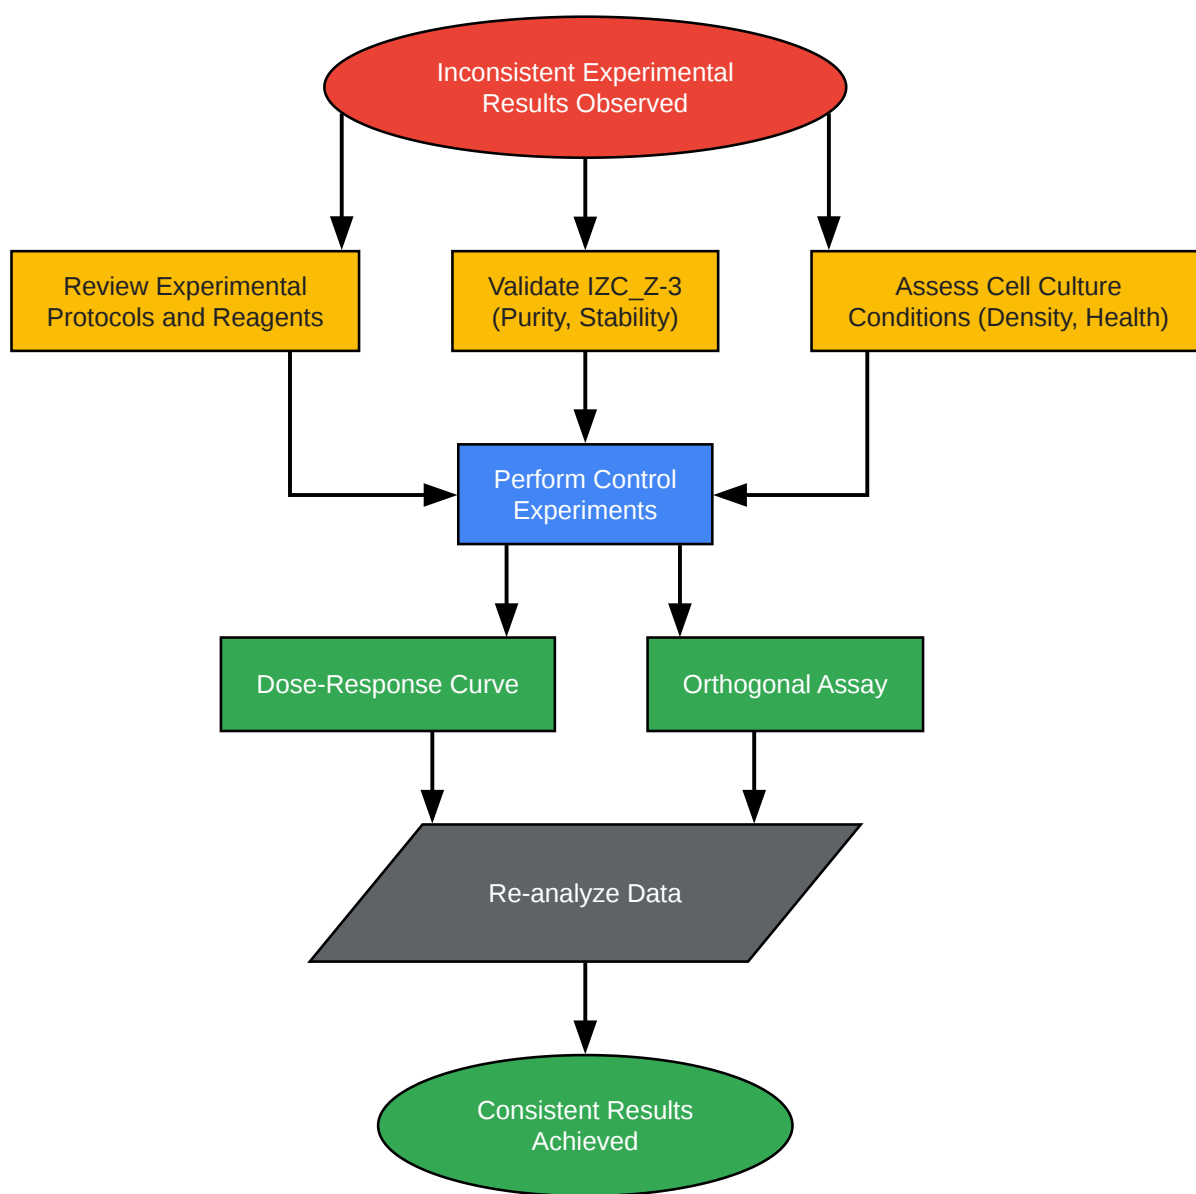 Inconsistent Experimental
Results Observed
Review Experimental
Protocols and Reagents
Validate IZC_Z-3
(Purity, Stability)
Assess Cell Culture
Conditions (Density, Health)
Perform Control
Experiments
Dose-Response Curve
Orthogonal Assay
Re-analyze Data
Consistent Results
Achieved